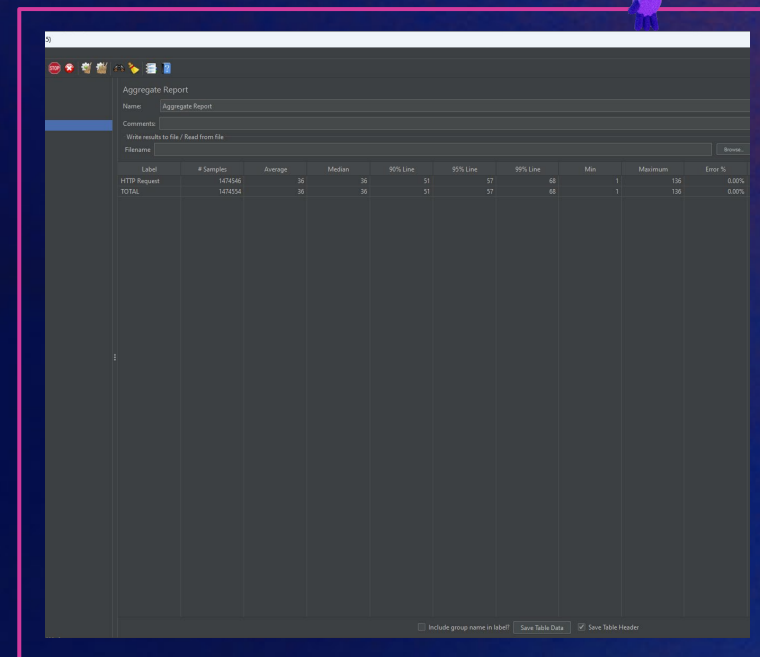 5)
STOP
Aggregate Report
Name: Aggregate Report
Comments:
Write results to file / Read from file
Filename Browse...
Label # Samples Average Median 90% Line 95% Line 99% Line Min Maximum Error %
HTTP Request 1474546 36 36 51 57 68 1 136 0.00%
TOTAL 1474554 36 36 51 57 68 1 136 0.00%
Include group name in label? Save Table Data Save Table Header